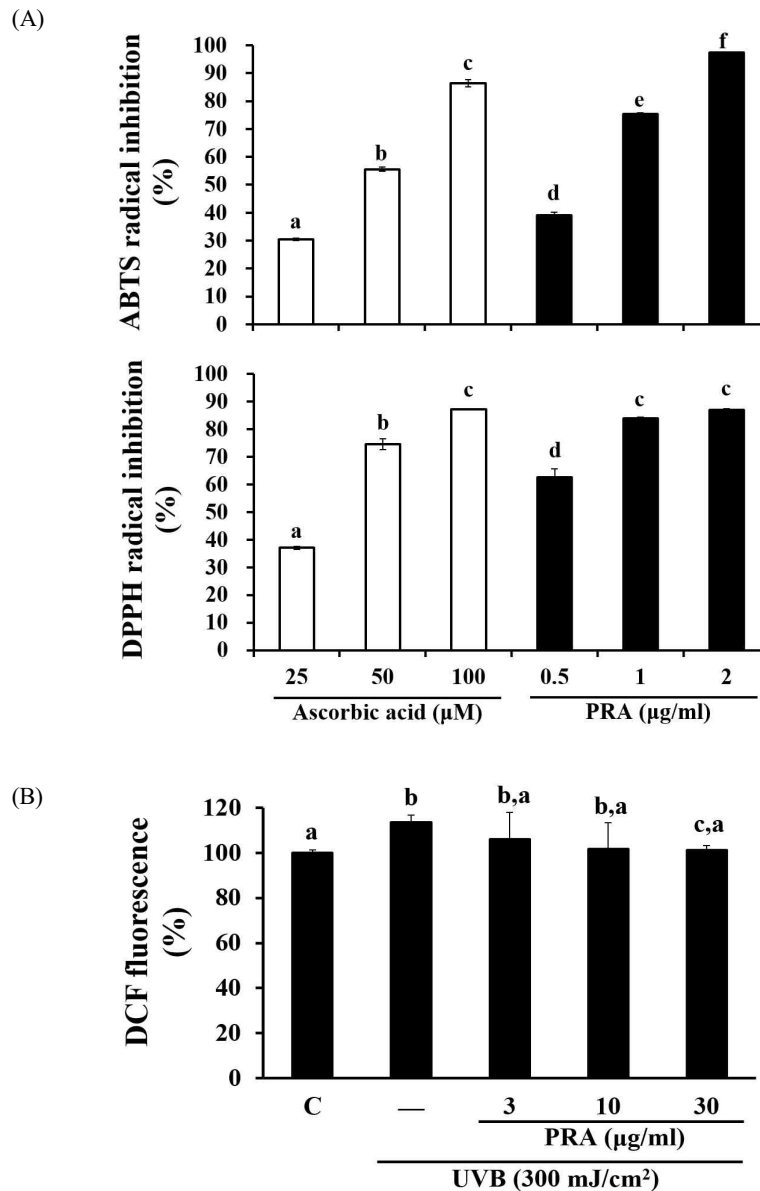 (A)
ABTS radical inhibition
(%)
100
90
80
70
60
50
40
30
20
10
0
a
b
c
d
e
f
DPPH radical inhibition
(%)
100
90
80
70
60
50
40
30
20
10
0
a
b
c
d
c
c
25 50 100 0.5 1 2
Ascorbic acid (μM) PRA (μg/ml)
(B)
DCF fluorescence
(%)
120
100
80
60
40
20
0
a
b
b,a
b,a
c,a
C — 3 10 30
PRA (μg/ml)
UVB (300 mJ/cm²)